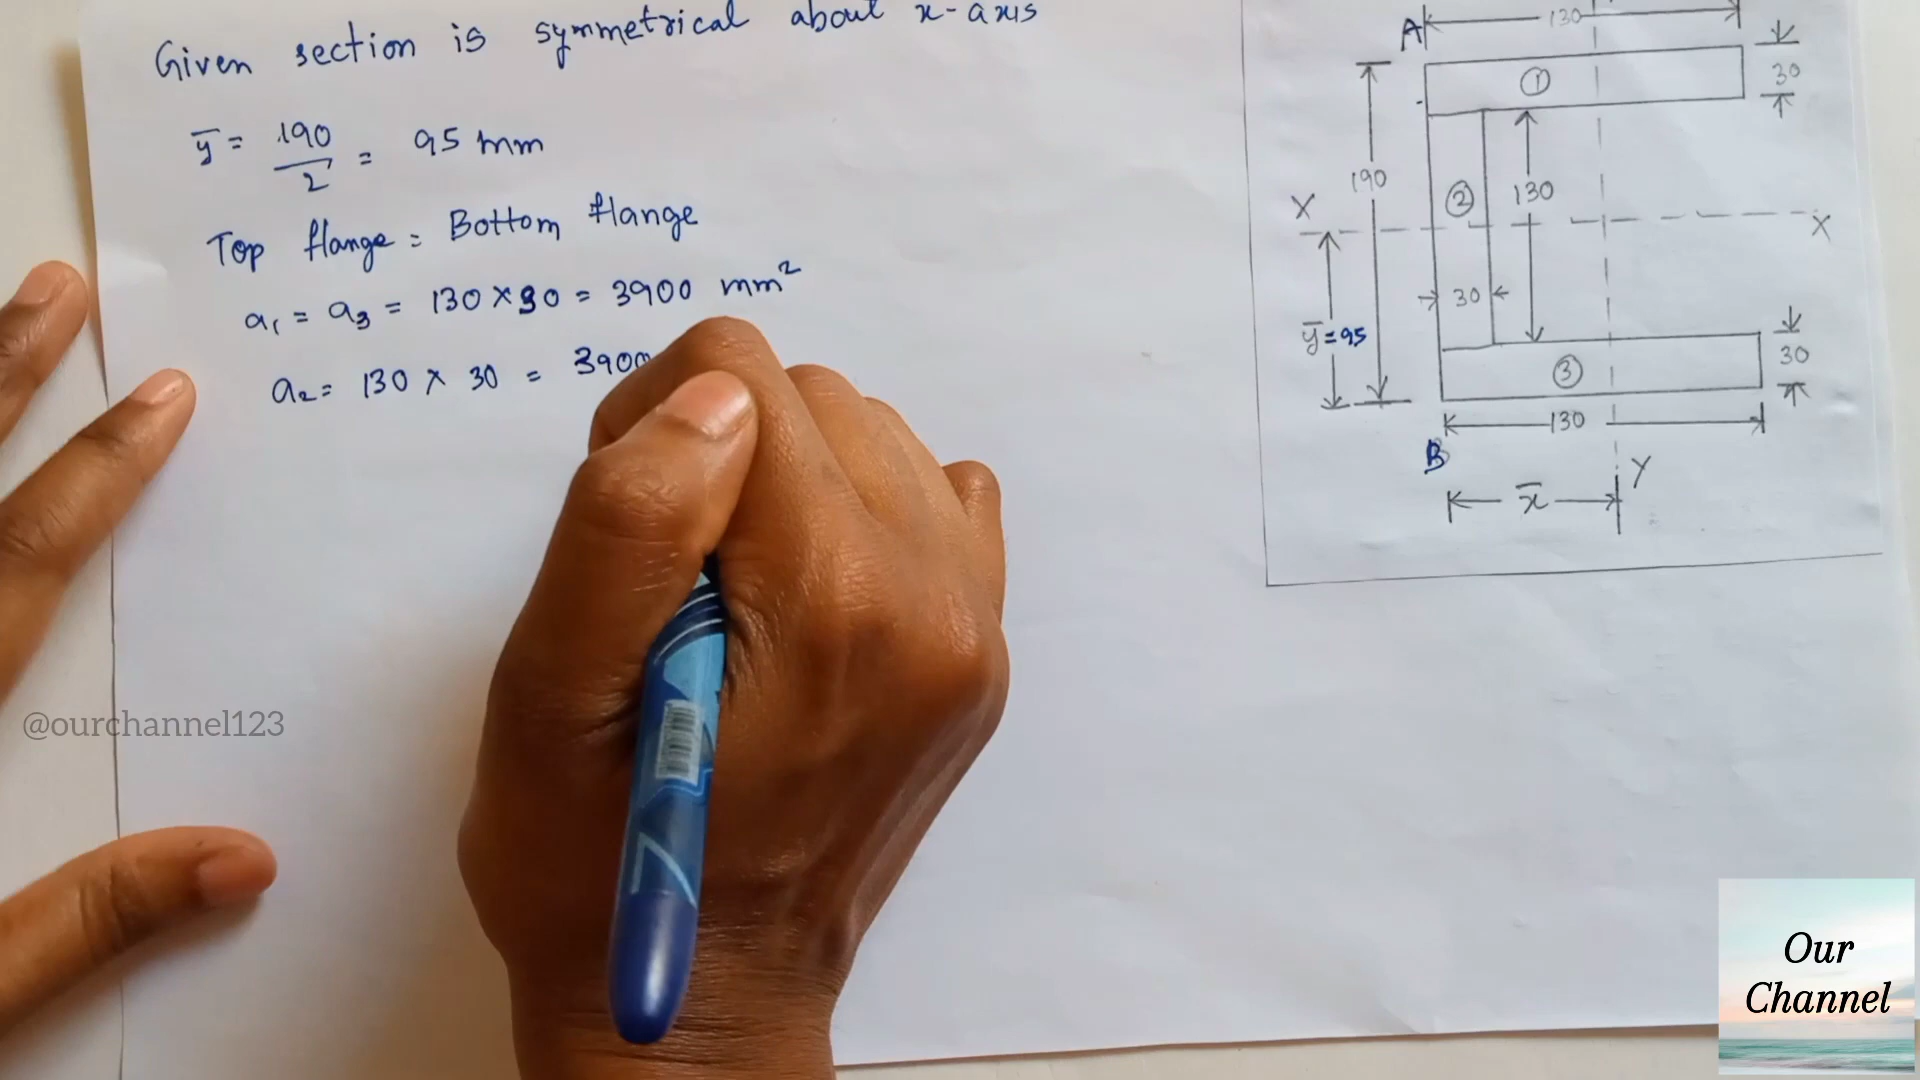 Given section is symmetrical about x-axis
y̅ = 190/2 = 95 mm
Top flange = Bottom flange
a₁ = a₃ = 130 × 30 = 3900 mm²
a₂ = 130 × 30 = 3900
A
130
①
30
190
②
130
X
X
30
y̅=95
③
30
130
B
x̅
Y
@ourchannel123
Our
Channel